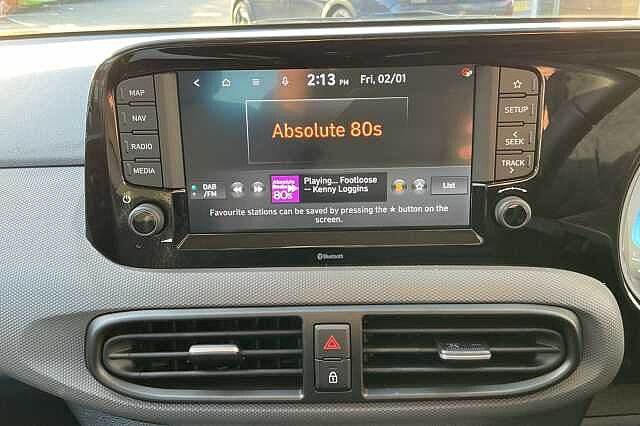 2:13 PM Fri, 02/01
MAP
NAV
RADIO
MEDIA
SETUP
< SEEK
TRACK >
Absolute 80s
DAB
/FM
Absolute
Radio
80s
Playing... Footloose
– Kenny Loggins
List
Favourite stations can be saved by pressing the ★ button on the
screen.
Bluetooth